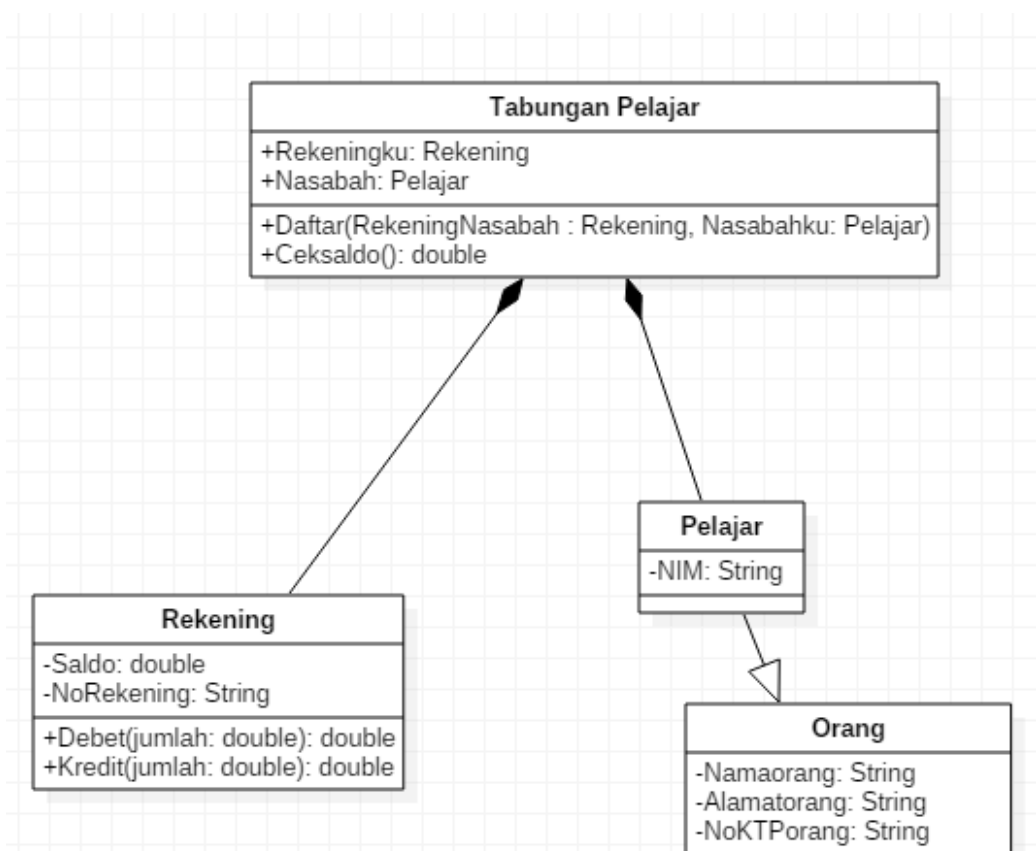 Tabungan Pelajar
+Rekeningku: Rekening
+Nasabah: Pelajar
+Daftar(RekeningNasabah : Rekening, Nasabahku: Pelajar)
+Ceksaldo(): double
Pelajar
-NIM: String
Rekening
-Saldo: double
-NoRekening: String
+Debet(jumlah: double): double
+Kredit(jumlah: double): double
Orang
-Namaorang: String
-Alamatorang: String
-NoKTPorang: String